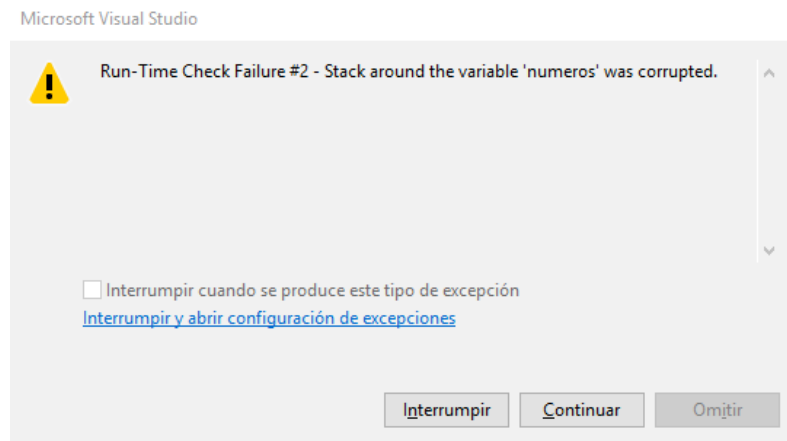 Microsoft Visual Studio
Run-Time Check Failure #2 - Stack around the variable 'numeros' was corrupted.
Interrumpir cuando se produce este tipo de excepción
Interrumpir y abrir configuración de excepciones
Interrumpir Continuar Omitir